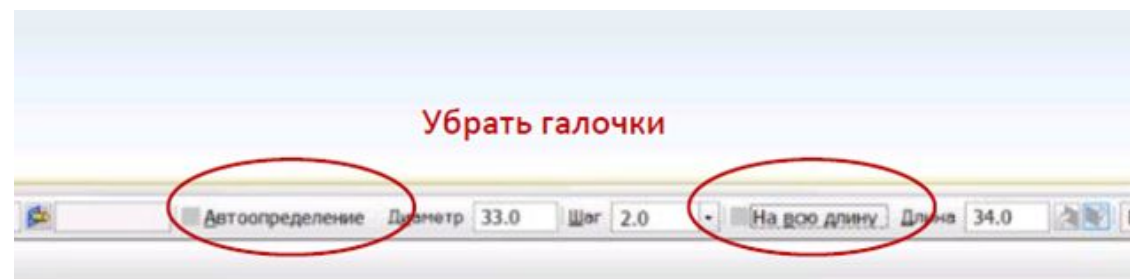 Убрать галочки
Автоопределение Диаметр 33.0 Шаг 2.0 На всю длину Длина 34.0